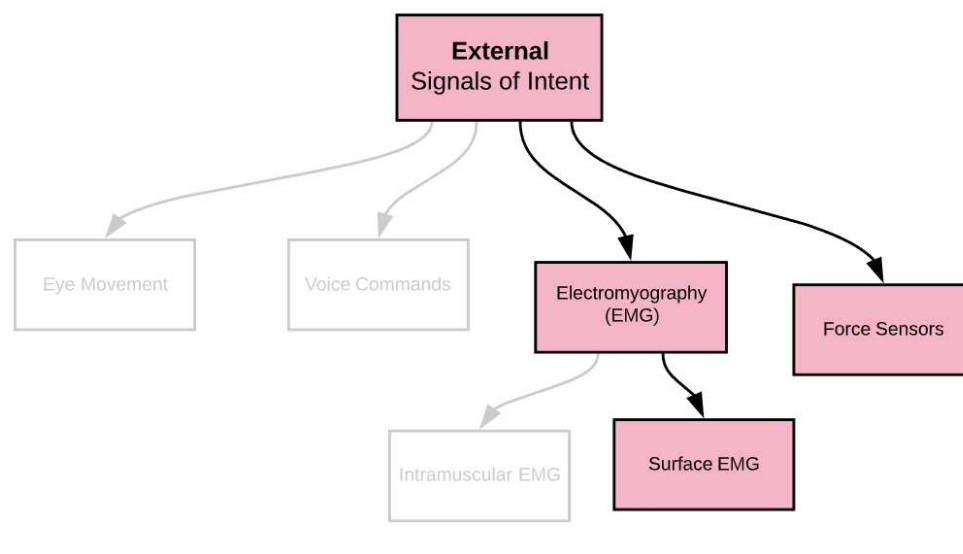 External
Signals of Intent
Eye Movement
Voice Commands
Electromyography
(EMG)
Force Sensors
Intramuscular EMG
Surface EMG